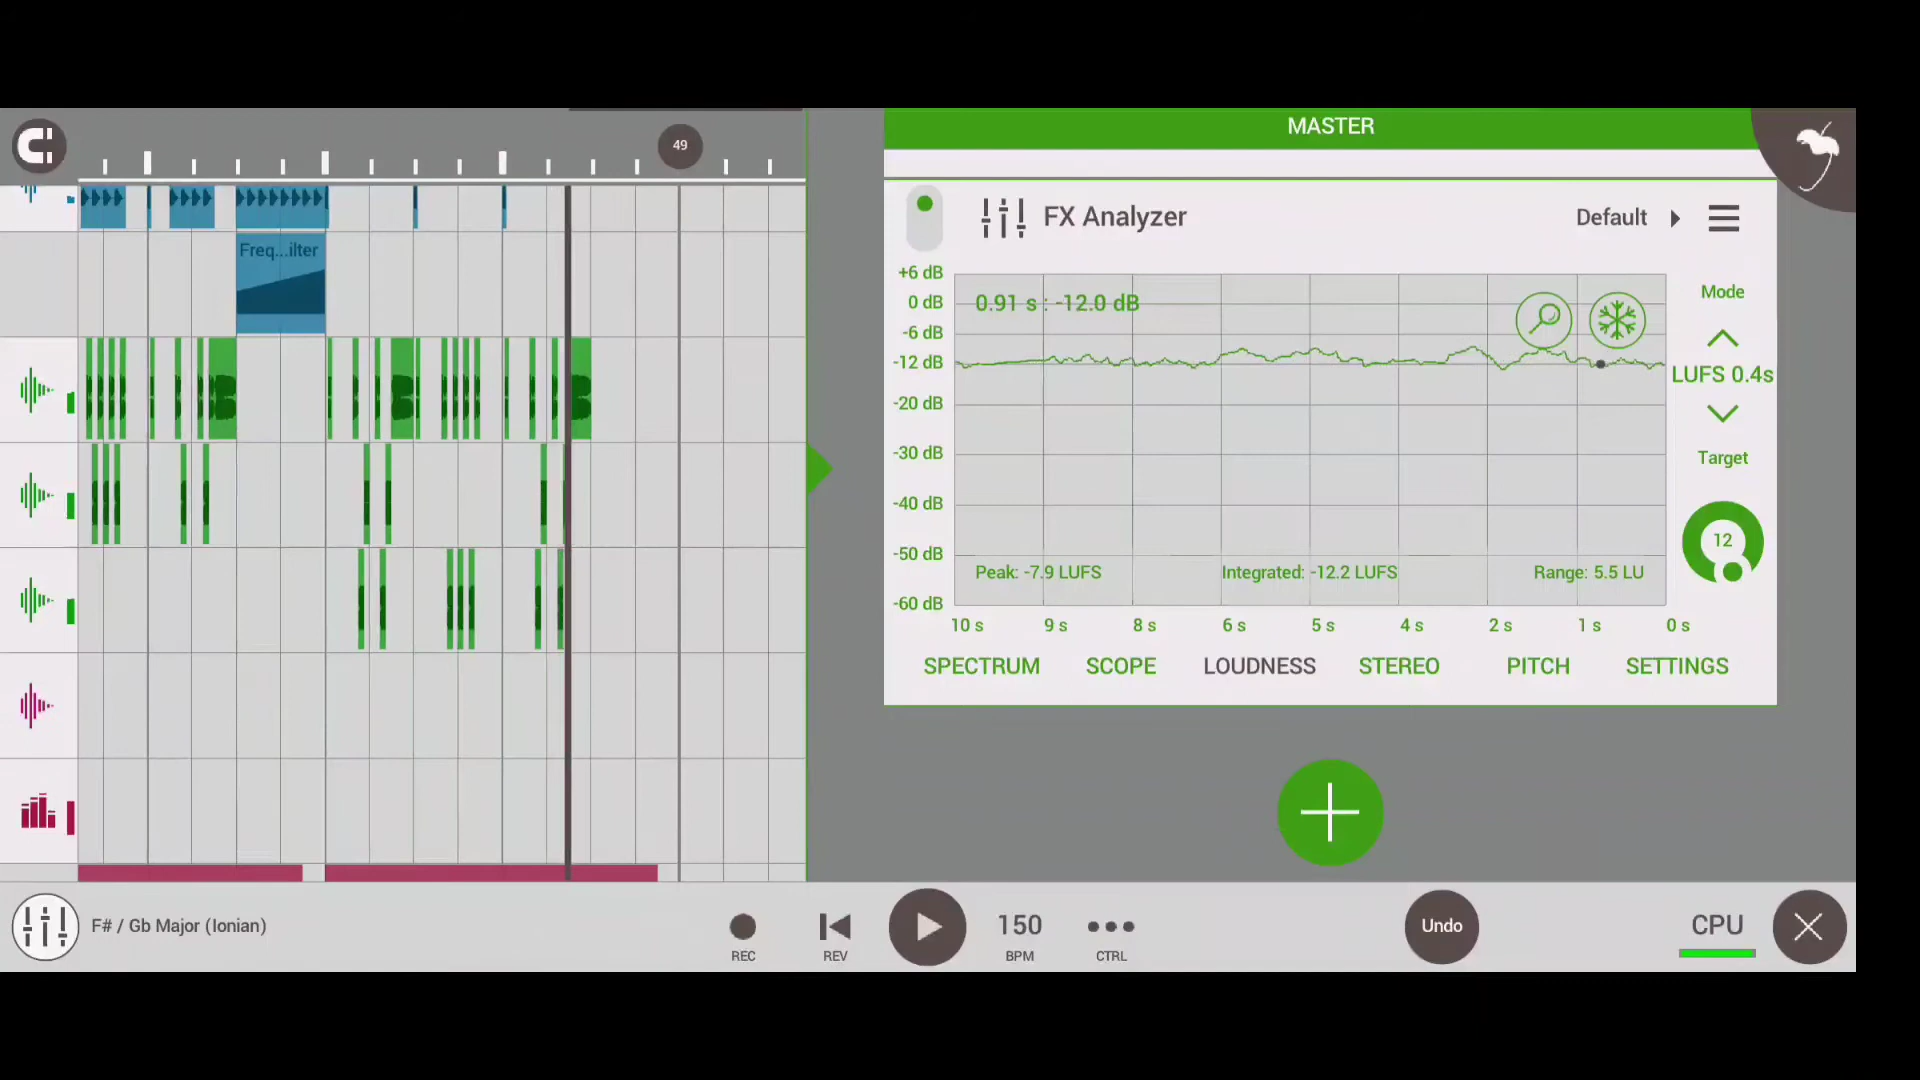 49
MASTER
Freq...ilter
FX Analyzer
Default
+6 dB
0 dB
-6 dB
-12 dB
-20 dB
-30 dB
-40 dB
-50 dB
-60 dB
0.91 s : -12.0 dB
Mode
LUFS 0.4s
Target
12
Peak: -7.9 LUFS
Integrated: -12.2 LUFS
Range: 5.5 LU
10 s
9 s
8 s
6 s
5 s
4 s
2 s
1 s
0 s
SPECTRUM
SCOPE
LOUDNESS
STEREO
PITCH
SETTINGS
F# / Gb Major (Ionian)
REC
REV
150
BPM
CTRL
Undo
CPU